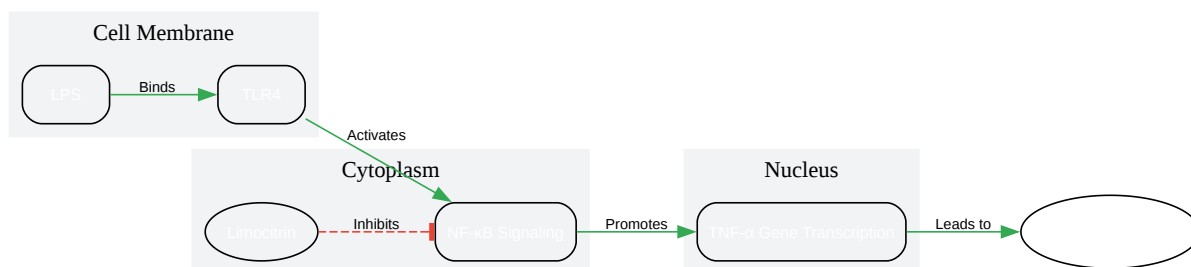 Cell Membrane
LPS
Binds
TLR4
Activates
Cytoplasm
Nucleus
Limocitrin
Inhibits
NF-κB Signaling
Promotes
TNF-α Gene Transcription
Leads to